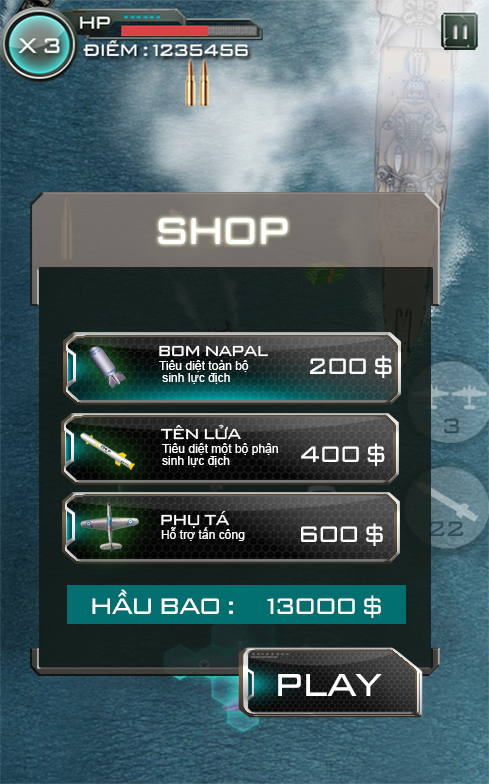 X 3
HP
ĐIỂM : 1235456
SHOP
BOM NAPAL
Tiêu diệt toàn bộ
sinh lực địch
200 $
TÊN LỬA
Tiêu diệt một bộ phận
sinh lực địch
400 $
PHỤ TÁ
Hỗ trợ tấn công
600 $
3
22
HẦU BAO : 13000 $
PLAY